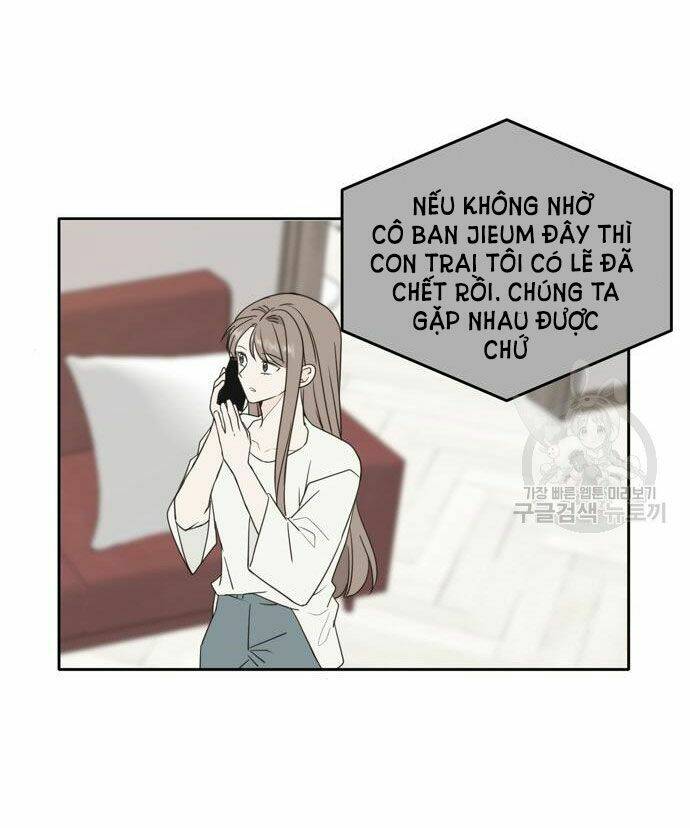 NẾU KHÔNG NHỜ
CÔ BAN JIEUM ĐÂY THÌ
CON TRAI TÔI CÓ LẼ ĐÃ
CHẾT RỒI. CHÚNG TA
GẶP NHAU ĐƯỢC
CHỨ
가장 빠른 웹툰 미리보기
구글검색 뉴토끼